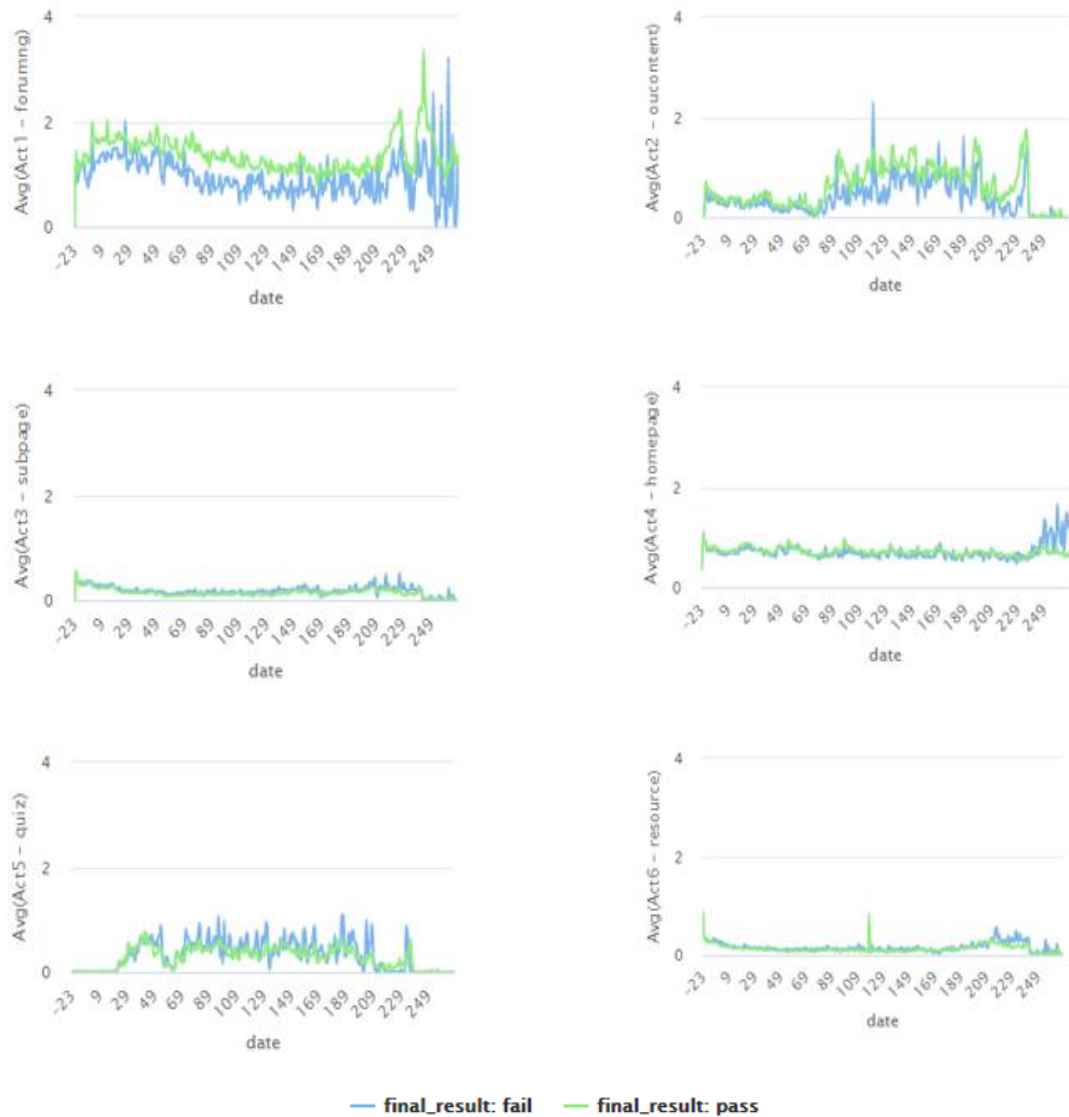 4
2
0
Avg(Act 1 – forumng)
-23 9 29 49 69 89 109 129 149 169 189 209 229 249
date
4
2
0
Avg(Act2 – oucontent)
-23 9 29 49 69 89 109 129 149 169 189 209 229 249
date
4
2
0
Avg(Act3 – subpage)
-23 9 29 49 69 89 109 129 149 169 189 209 229 249
date
4
2
0
Avg(Act4 – homepage)
-23 9 29 49 69 89 109 129 149 169 189 209 229 249
date
4
2
0
Avg(Act5 – quiz)
-23 9 29 49 69 89 109 129 149 169 189 209 229 249
date
4
2
0
Avg(Act6 – resource)
-23 9 29 49 69 89 109 129 149 169 189 209 229 249
date
final_result: fail final_result: pass